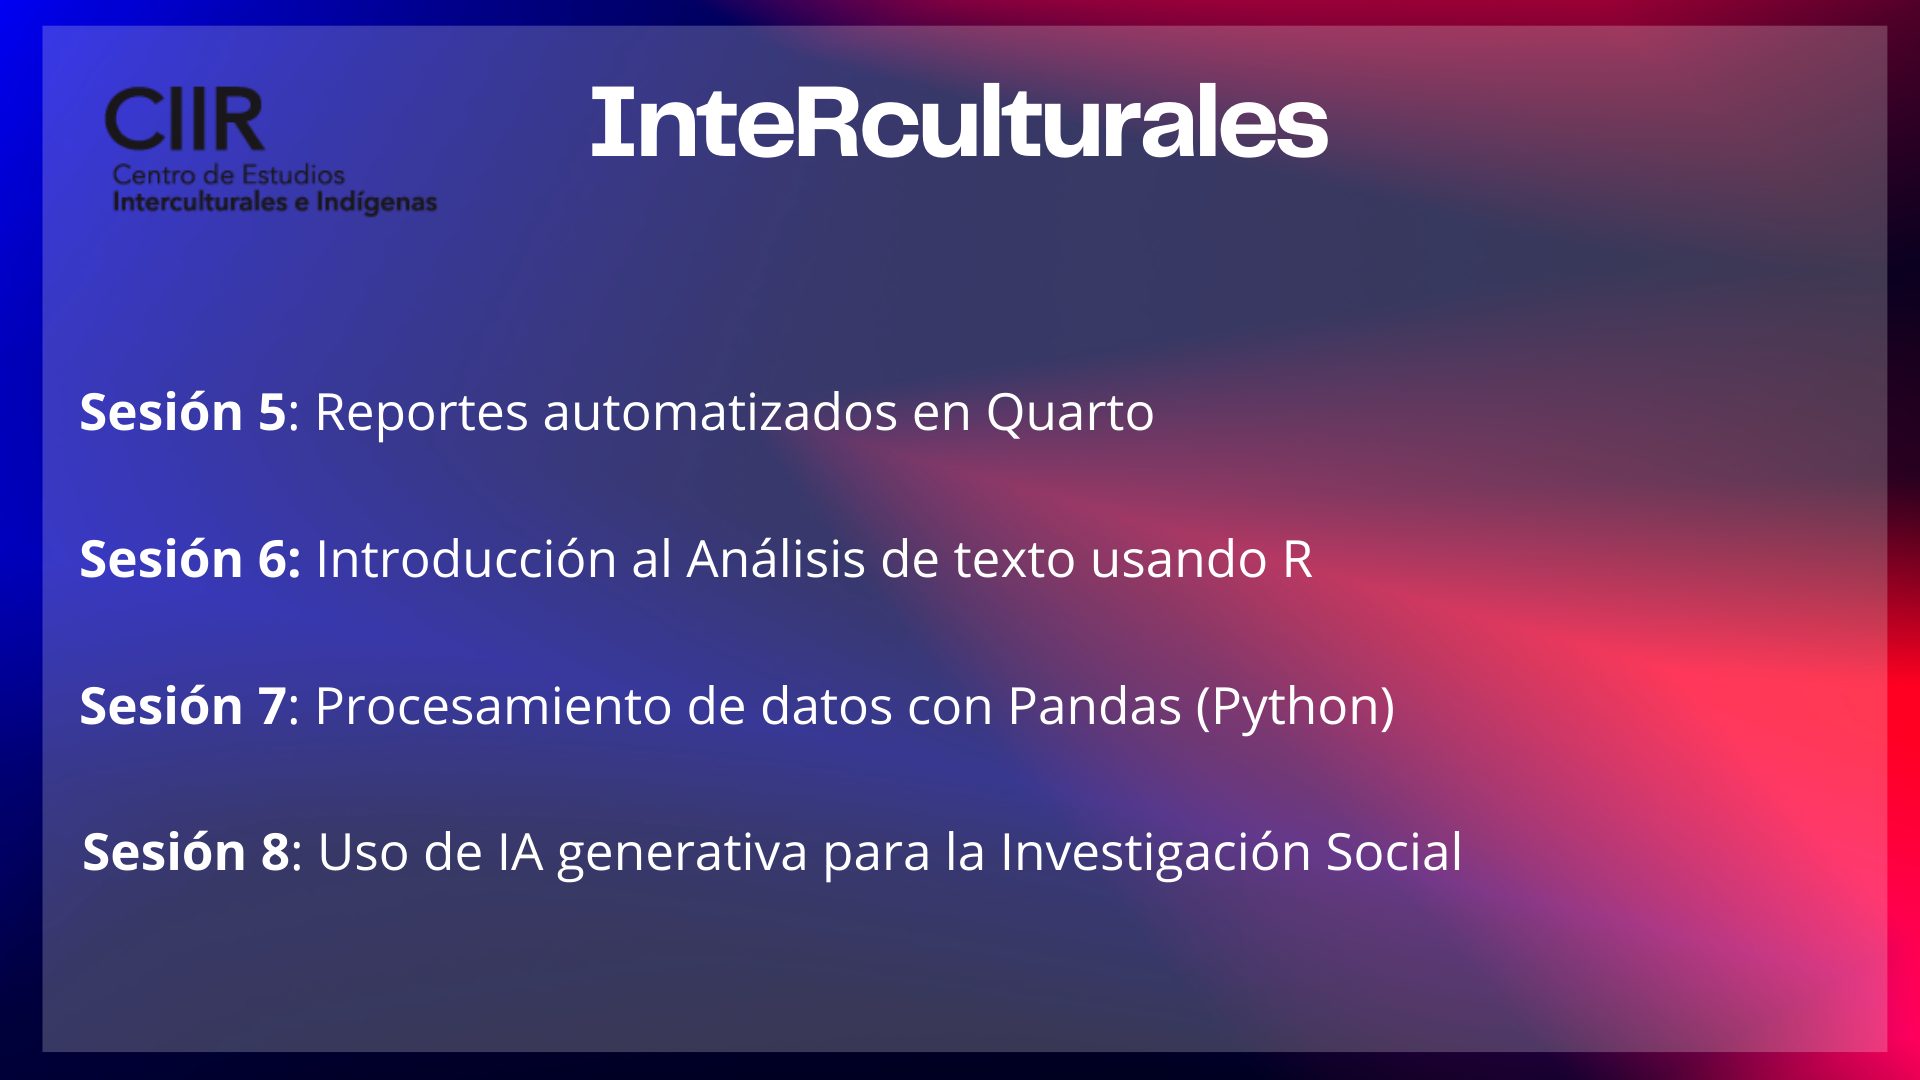 CIIR
Centro de Estudios
Interculturales e Indígenas
InteRculturales
Sesión 5: Reportes automatizados en Quarto
Sesión 6: Introducción al Análisis de texto usando R
Sesión 7: Procesamiento de datos con Pandas (Python)
Sesión 8: Uso de IA generativa para la Investigación Social